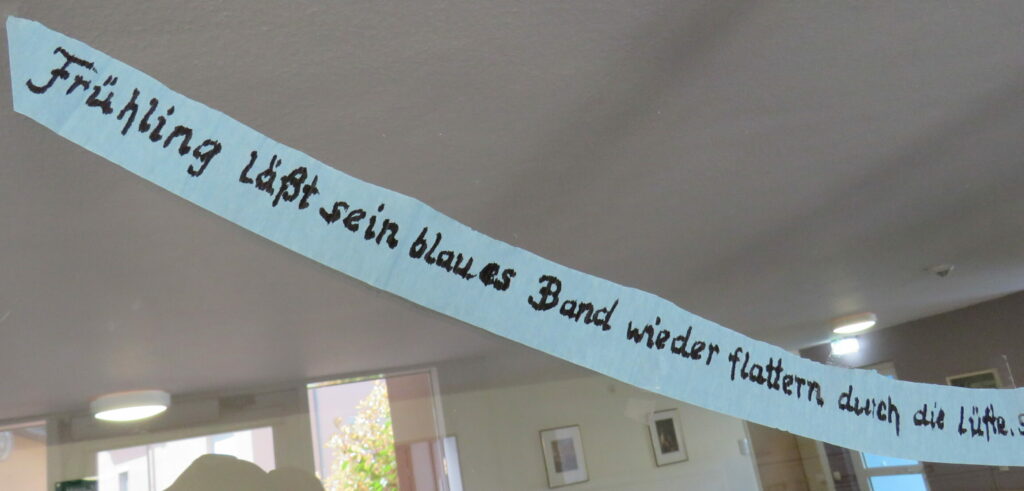 Frühling läßt sein blaues Band wieder flattern durch die Lüfte.